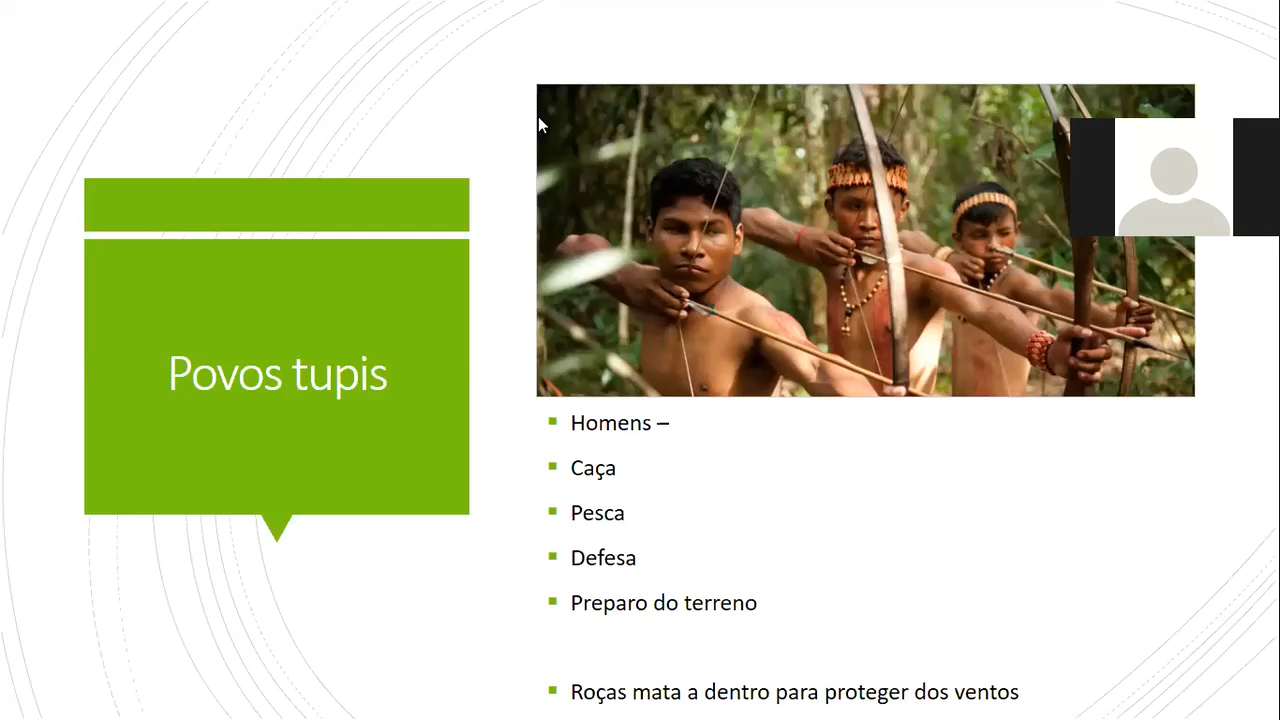 Povos tupis
Homens –
Caça
Pesca
Defesa
Preparo do terreno
Roças mata a dentro para proteger dos ventos